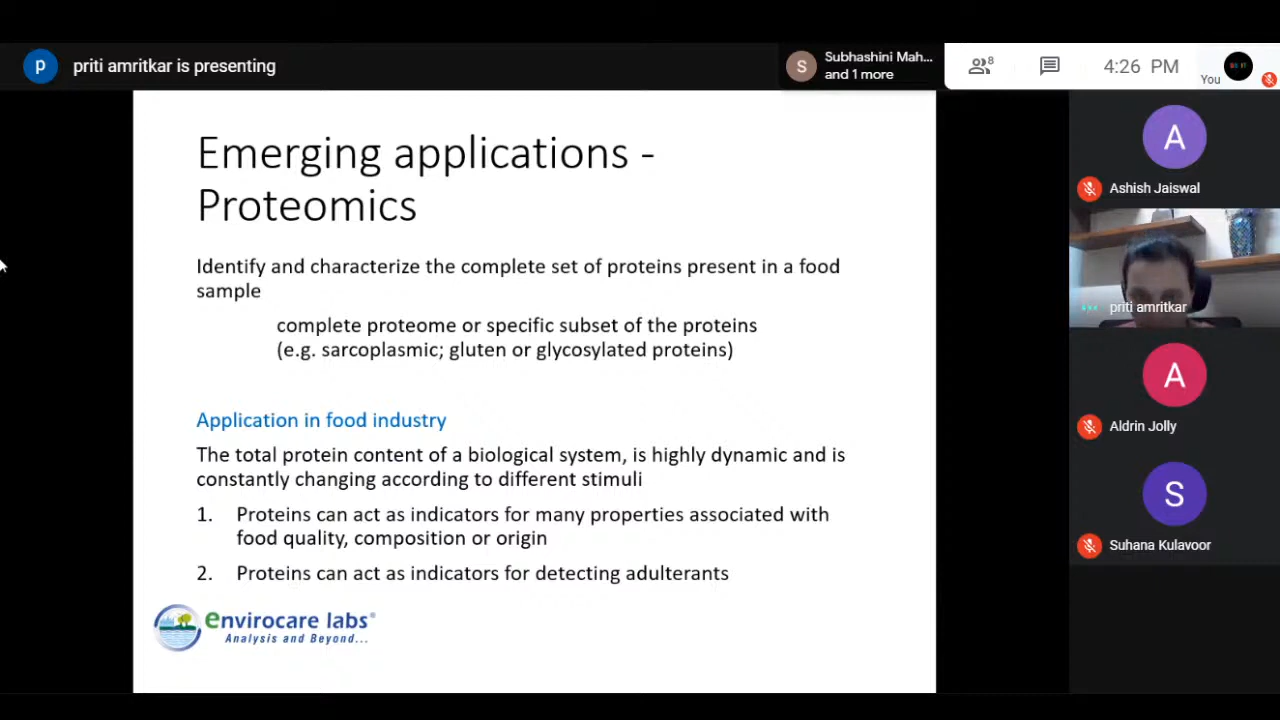 p
priti amritkar is presenting
S
Subhashini Mah...
and 1 more
8
4:26 PM
You
Emerging applications -
Proteomics
Identify and characterize the complete set of proteins present in a food
sample
complete proteome or specific subset of the proteins
(e.g. sarcoplasmic; gluten or glycosylated proteins)
Application in food industry
The total protein content of a biological system, is highly dynamic and is
constantly changing according to different stimuli
1. Proteins can act as indicators for many properties associated with
food quality, composition or origin
2. Proteins can act as indicators for detecting adulterants
envirocare labs®
Analysis and Beyond...
A
Ashish Jaiswal
priti amritkar
A
Aldrin Jolly
S
Suhana Kulavoor